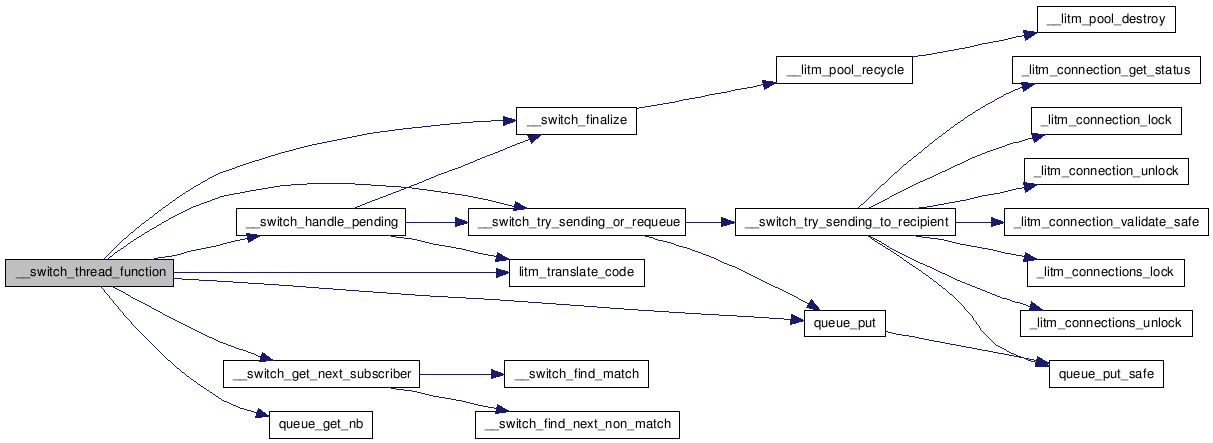 __litm_pool_destroy
__litm_pool_recycle
_litm_connection_get_status
__switch_finalize
_litm_connection_lock
_litm_connection_unlock
__switch_handle_pending
__switch_try_sending_or_requeue
__switch_try_sending_to_recipient
_litm_connection_validate_safe
__switch_thread_function
litm_translate_code
_litm_connections_lock
queue_put
_litm_connections_unlock
__switch_get_next_subscriber
__switch_find_match
queue_put_safe
queue_get_nb
__switch_find_next_non_match